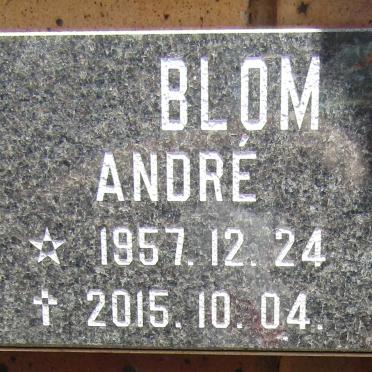 BLOM
ANDRÉ
☆ 1957. 12. 24
✝ 2015. 10. 04.